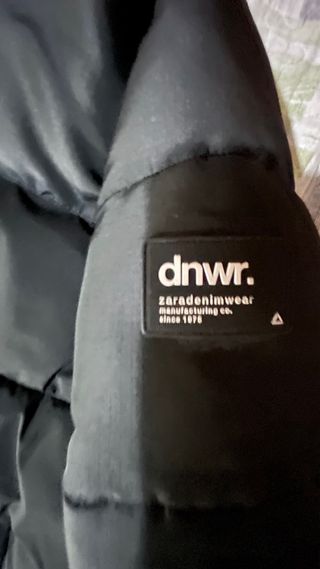 dnwr.
zaradenimwear
manufacturing co.
since 1975